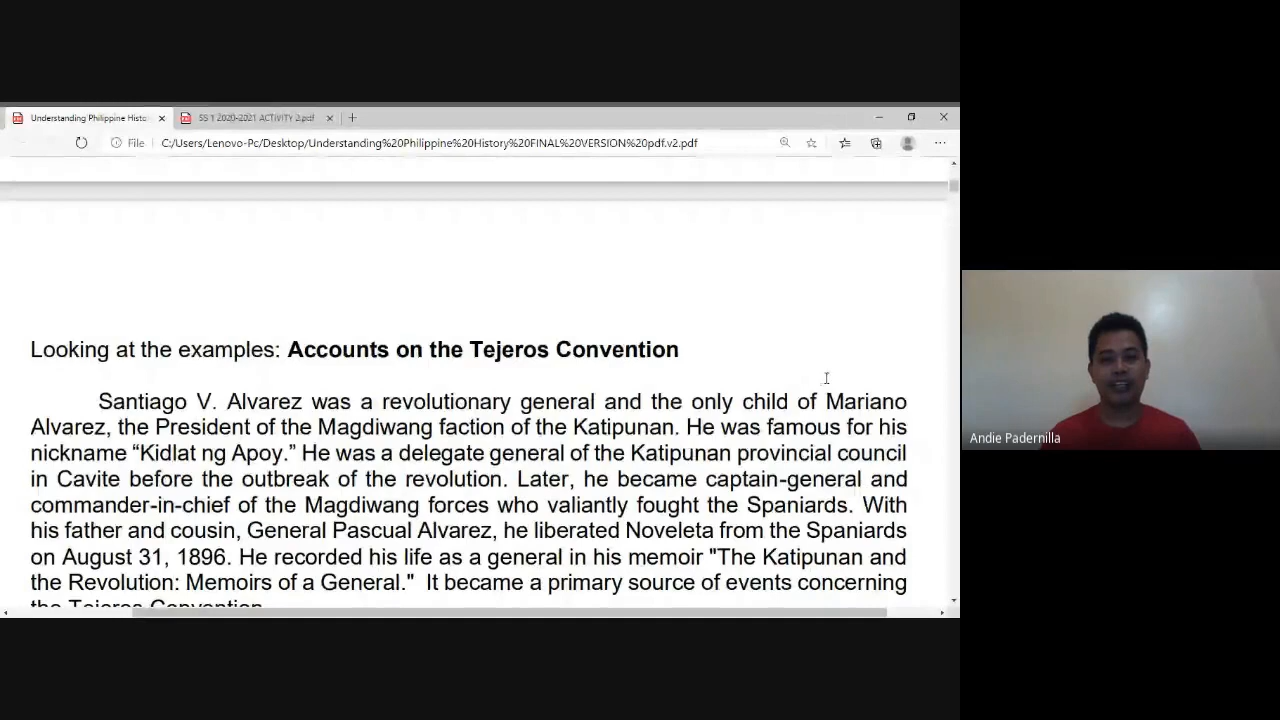 Understanding Philippine Histo
SS 1 2020-2021 ACTIVITY 2.pdf
File
C:/Users/Lenovo-Pc/Desktop/Understanding%20Philippine%20History%20FINAL%20VERSION%20pdf.v2.pdf
Looking at the examples: Accounts on the Tejeros Convention
Santiago V. Alvarez was a revolutionary general and the only child of Mariano
Alvarez, the President of the Magdiwang faction of the Katipunan. He was famous for his
nickname “Kidlat ng Apoy.” He was a delegate general of the Katipunan provincial council
in Cavite before the outbreak of the revolution. Later, he became captain-general and
commander-in-chief of the Magdiwang forces who valiantly fought the Spaniards. With
his father and cousin, General Pascual Alvarez, he liberated Noveleta from the Spaniards
on August 31, 1896. He recorded his life as a general in his memoir "The Katipunan and
the Revolution: Memoirs of a General." It became a primary source of events concerning
the Tejeros Convention
Andie Padernilla